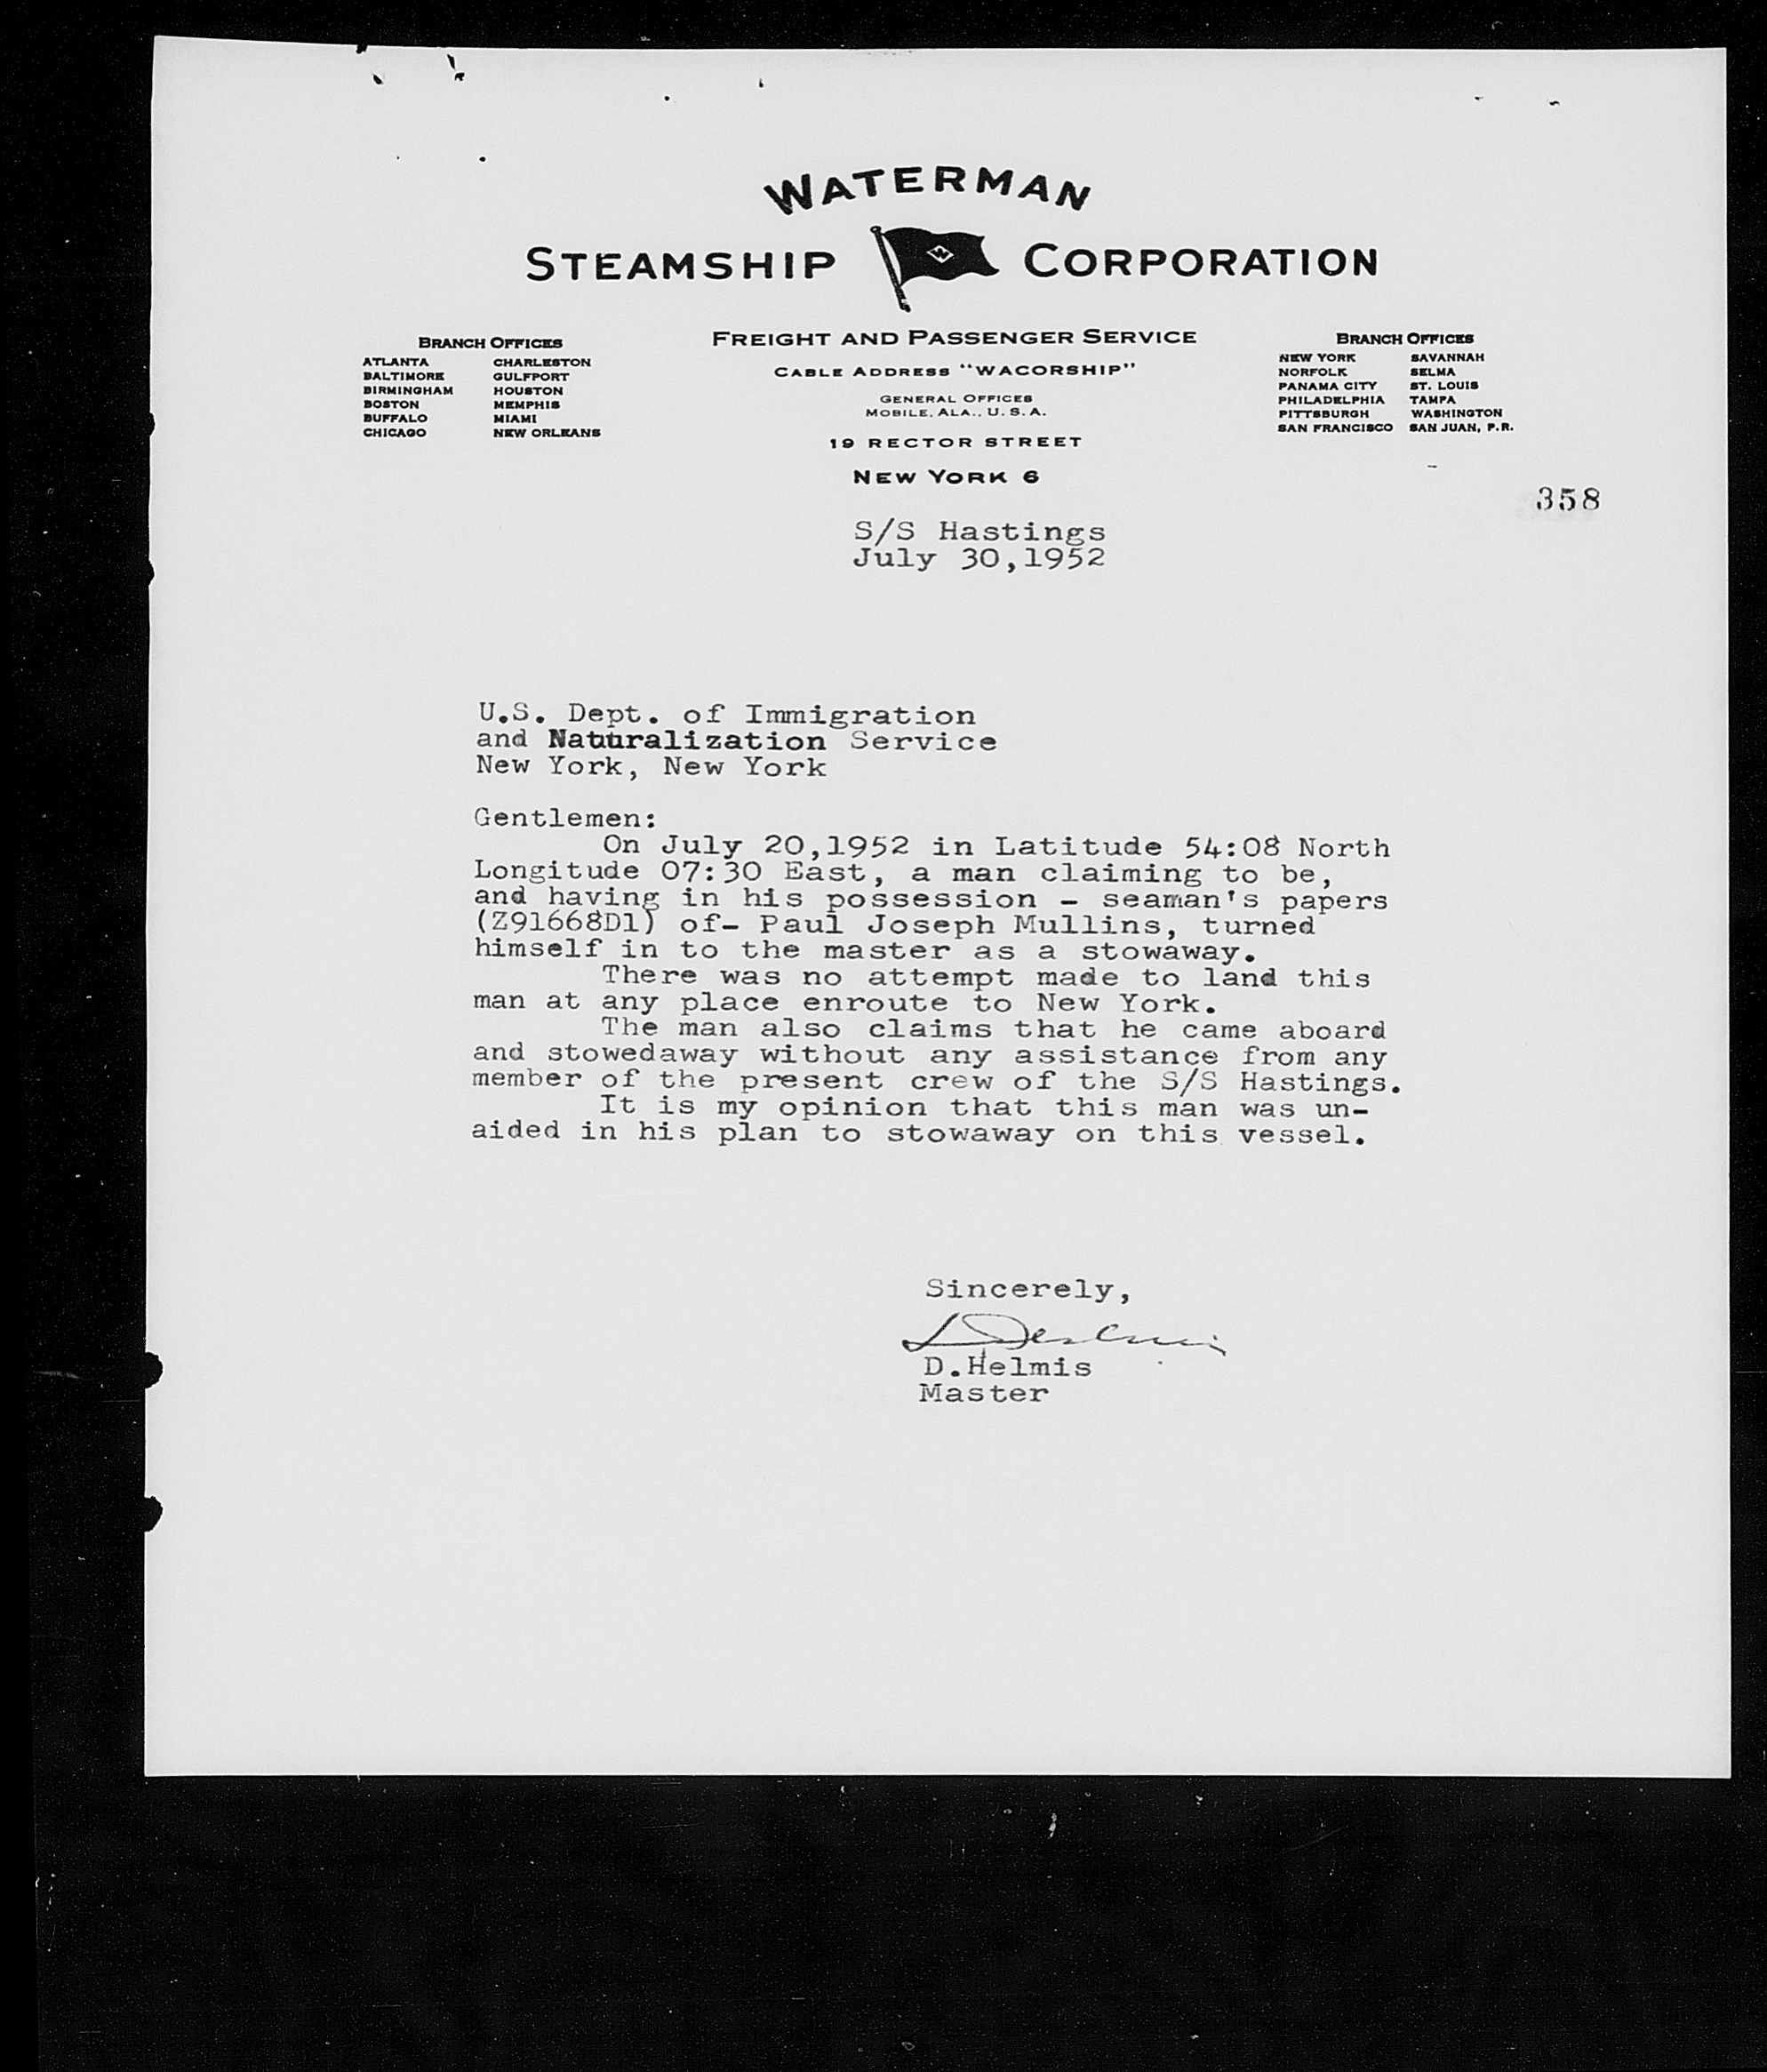 WATERMAN
STEAMSHIP CORPORATION
W
BRANCH OFFICES
ATLANTA CHARLESTON
BALTIMORE GULFPORT
BIRMINGHAM HOUSTON
BOSTON MEMPHIS
BUFFALO MIAMI
CHICAGO NEW ORLEANS
FREIGHT AND PASSENGER SERVICE
CABLE ADDRESS "WACORSHIP"
GENERAL OFFICES
MOBILE, ALA., U.S.A.
19 RECTOR STREET
NEW YORK 6
BRANCH OFFICES
NEW YORK SAVANNAH
NORFOLK SELMA
PANAMA CITY ST. LOUIS
PHILADELPHIA TAMPA
PITTSBURGH WASHINGTON
SAN FRANCISCO SAN JUAN, P.R.
358
S/S Hastings
July 30,1952
U.S. Dept. of Immigration
and Naturalization Service
New York, New York
Gentlemen:
On July 20,1952 in Latitude 54:08 North
Longitude 07:30 East, a man claiming to be,
and having in his possession - seaman's papers
(Z91668D1) of- Paul Joseph Mullins, turned
himself in to the master as a stowaway.
There was no attempt made to land this
man at any place enroute to New York.
The man also claims that he came aboard
and stowedaway without any assistance from any
member of the present crew of the S/S Hastings.
It is my opinion that this man was un-
aided in his plan to stowaway on this vessel.
Sincerely,
D.Helmis
Master